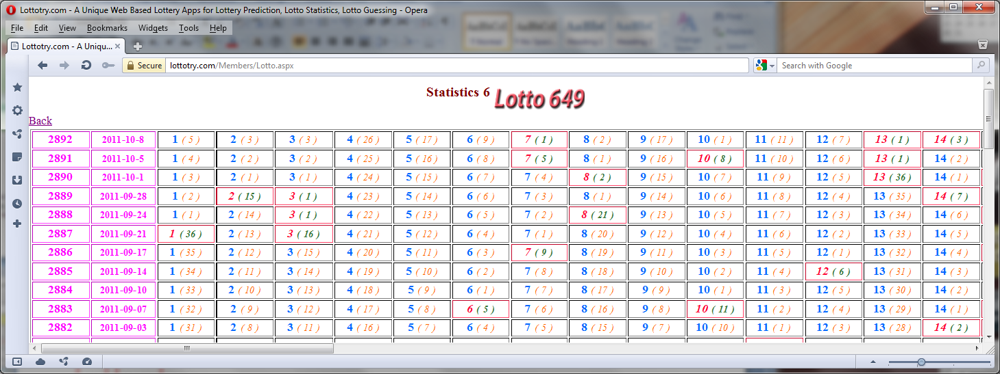 Lottotry.com - A Unique Web Based Lottery Apps for Lottery Prediction, Lotto Statistics, Lotto Guessing - Opera
File Edit View Bookmarks Widgets Tools Help
Lottotry.com - A Uniqu...
Secure lottotry.com/Members/Lotto.aspx Search with Google
Statistics 6 Lotto 649
Back
2892 2011-10-8 1 ( 5 ) 2 ( 3 ) 3 ( 3 ) 4 ( 26 ) 5 ( 17 ) 6 ( 9 ) 7 ( 1 ) 8 ( 2 ) 9 ( 17 ) 10 ( 1 ) 11 ( 11 ) 12 ( 7 ) 13 ( 1 ) 14 ( 3 )
2891 2011-10-5 1 ( 4 ) 2 ( 2 ) 3 ( 2 ) 4 ( 25 ) 5 ( 16 ) 6 ( 8 ) 7 ( 5 ) 8 ( 1 ) 9 ( 16 ) 10 ( 8 ) 11 ( 10 ) 12 ( 6 ) 13 ( 1 ) 14 ( 2 )
2890 2011-10-1 1 ( 3 ) 2 ( 1 ) 3 ( 1 ) 4 ( 24 ) 5 ( 15 ) 6 ( 7 ) 7 ( 4 ) 8 ( 2 ) 9 ( 15 ) 10 ( 7 ) 11 ( 9 ) 12 ( 5 ) 13 ( 36 ) 14 ( 1 )
2889 2011-09-28 1 ( 2 ) 2 ( 15 ) 3 ( 1 ) 4 ( 23 ) 5 ( 14 ) 6 ( 6 ) 7 ( 3 ) 8 ( 1 ) 9 ( 14 ) 10 ( 6 ) 11 ( 8 ) 12 ( 4 ) 13 ( 35 ) 14 ( 7 )
2888 2011-09-24 1 ( 1 ) 2 ( 14 ) 3 ( 1 ) 4 ( 22 ) 5 ( 13 ) 6 ( 5 ) 7 ( 2 ) 8 ( 21 ) 9 ( 13 ) 10 ( 5 ) 11 ( 7 ) 12 ( 3 ) 13 ( 34 ) 14 ( 6 )
2887 2011-09-21 1 ( 36 ) 2 ( 13 ) 3 ( 16 ) 4 ( 21 ) 5 ( 12 ) 6 ( 4 ) 7 ( 1 ) 8 ( 20 ) 9 ( 12 ) 10 ( 4 ) 11 ( 6 ) 12 ( 2 ) 13 ( 33 ) 14 ( 5 )
2886 2011-09-17 1 ( 35 ) 2 ( 12 ) 3 ( 15 ) 4 ( 20 ) 5 ( 11 ) 6 ( 3 ) 7 ( 9 ) 8 ( 19 ) 9 ( 11 ) 10 ( 3 ) 11 ( 5 ) 12 ( 1 ) 13 ( 32 ) 14 ( 4 )
2885 2011-09-14 1 ( 34 ) 2 ( 11 ) 3 ( 14 ) 4 ( 19 ) 5 ( 10 ) 6 ( 2 ) 7 ( 8 ) 8 ( 18 ) 9 ( 10 ) 10 ( 2 ) 11 ( 4 ) 12 ( 6 ) 13 ( 31 ) 14 ( 3 )
2884 2011-09-10 1 ( 33 ) 2 ( 10 ) 3 ( 13 ) 4 ( 18 ) 5 ( 9 ) 6 ( 1 ) 7 ( 7 ) 8 ( 17 ) 9 ( 9 ) 10 ( 1 ) 11 ( 3 ) 12 ( 5 ) 13 ( 30 ) 14 ( 2 )
2883 2011-09-07 1 ( 32 ) 2 ( 9 ) 3 ( 12 ) 4 ( 17 ) 5 ( 8 ) 6 ( 5 ) 7 ( 6 ) 8 ( 16 ) 9 ( 8 ) 10 ( 11 ) 11 ( 2 ) 12 ( 4 ) 13 ( 29 ) 14 ( 1 )
2882 2011-09-03 1 ( 31 ) 2 ( 8 ) 3 ( 11 ) 4 ( 16 ) 5 ( 7 ) 6 ( 4 ) 7 ( 5 ) 8 ( 15 ) 9 ( 7 ) 10 ( 10 ) 11 ( 1 ) 12 ( 3 ) 13 ( 28 ) 14 ( 2 )